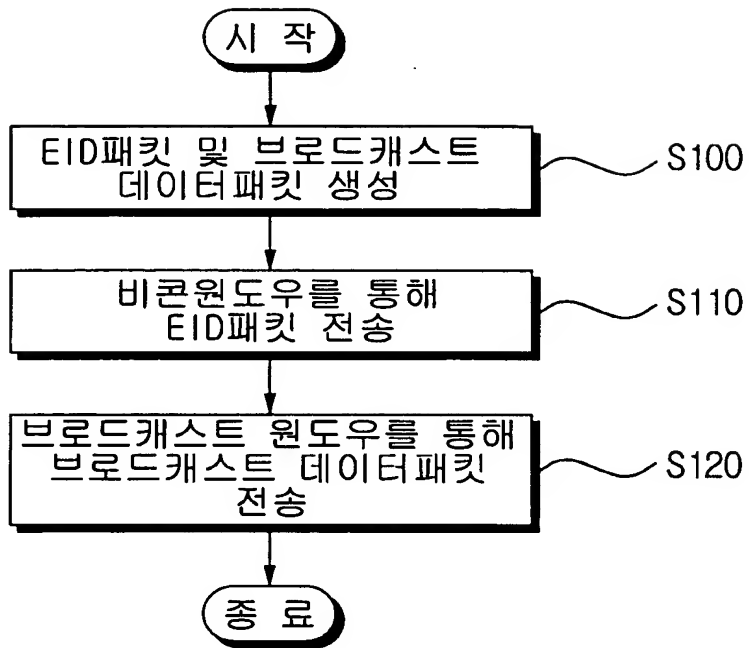 시 작
EID패킷 및 브로드캐스트
데이터패킷 생성
S100
비콘윈도우를 통해
EID패킷 전송
S110
브로드캐스트 윈도우를 통해
브로드캐스트 데이터패킷
전송
S120
종 료